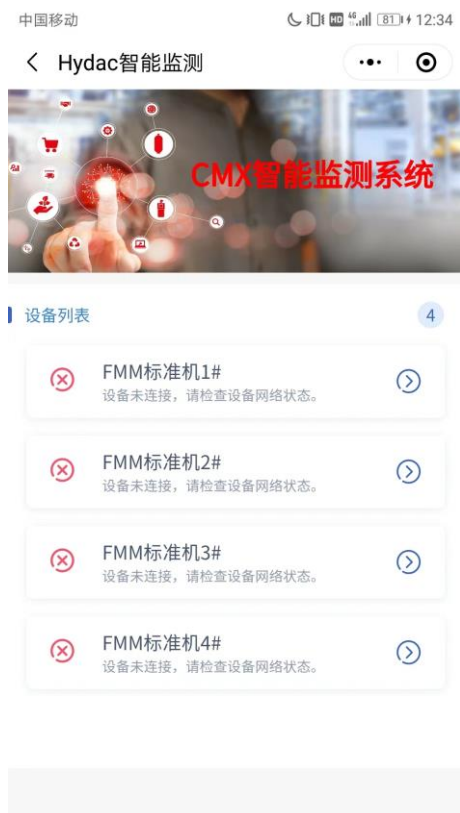 中国移动 HD 46 81 12:34
Hydac智能监测
CMX智能监测系统
设备列表 4
FMM标准机1#
设备未连接，请检查设备网络状态。
FMM标准机2#
设备未连接，请检查设备网络状态。
FMM标准机3#
设备未连接，请检查设备网络状态。
FMM标准机4#
设备未连接，请检查设备网络状态。